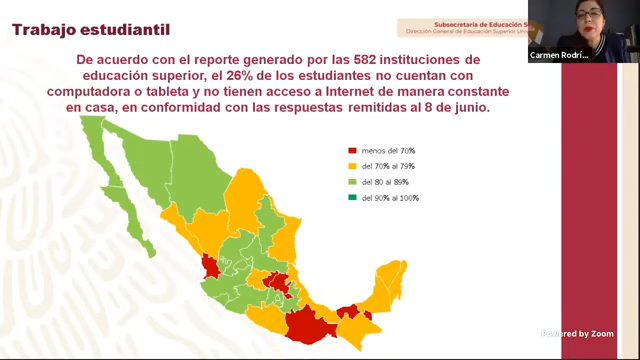 Trabajo estudiantil
Subsecretaría de Educación S
Dirección General de Educación Superior Univer
Carmen Rodrí...
De acuerdo con el reporte generado por las 582 instituciones de
educación superior, el 26% de los estudiantes no cuentan con
computadora o tableta y no tienen acceso a Internet de manera constante
en casa, en conformidad con las respuestas remitidas al 8 de junio.
menos del 70%
del 70% al 79%
del 80 al 89%
del 90% al 100%
Powered by Zoom